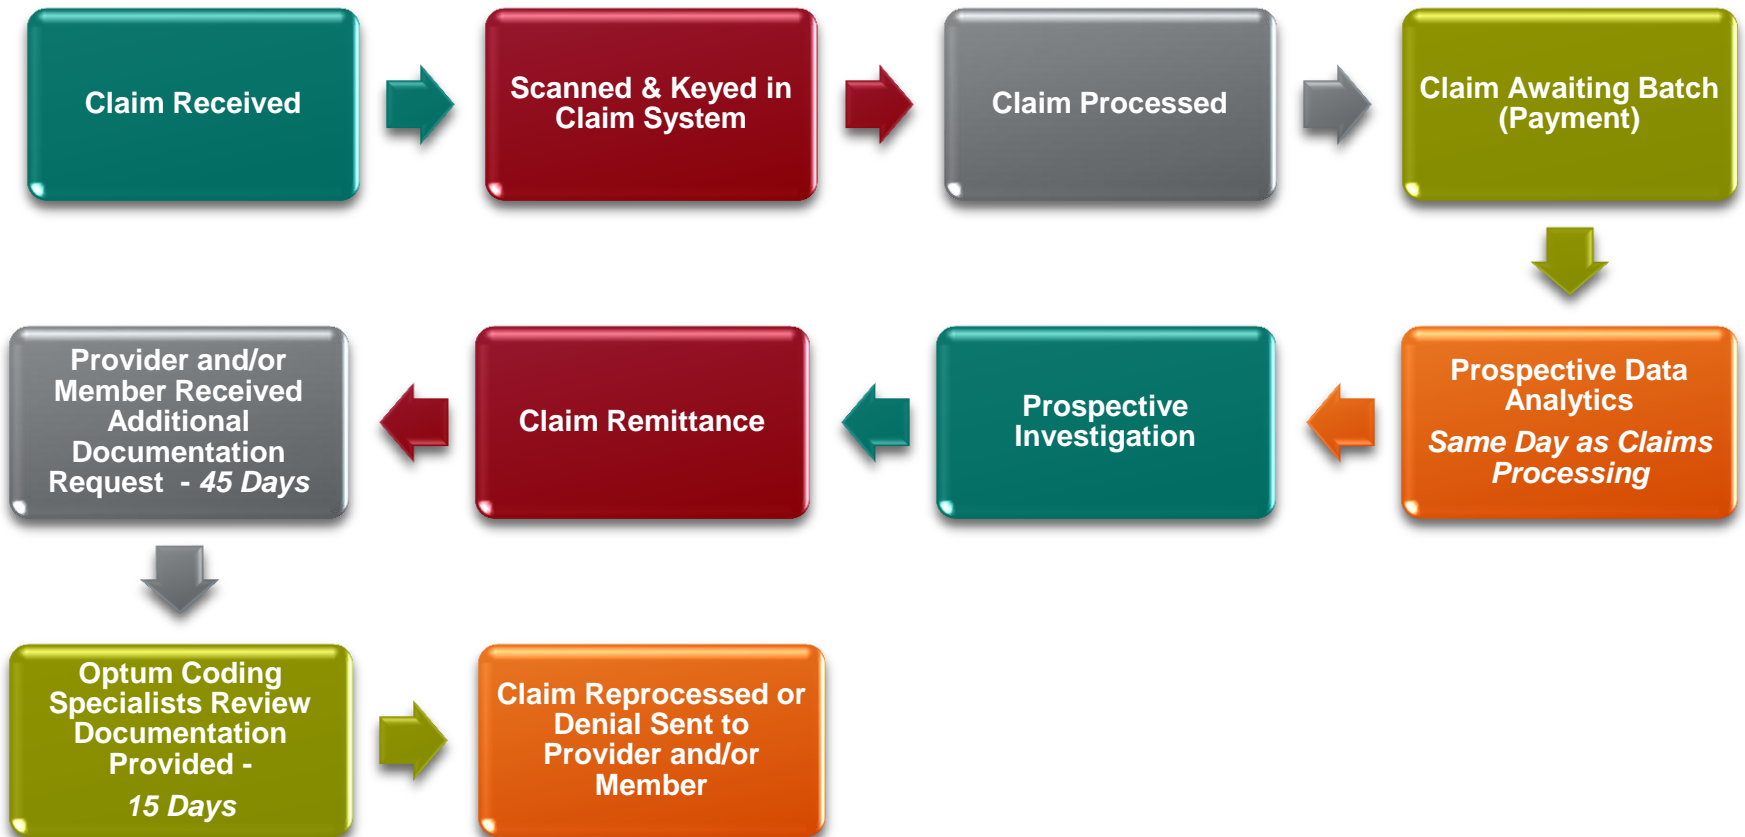 Claim Received
Scanned & Keyed in
Claim System
Claim Processed
Claim Awaiting Batch
(Payment)
Prospective Data
Analytics
Same Day as Claims
Processing
Prospective
Investigation
Claim Remittance
Provider and/or
Member Received
Additional
Documentation
Request - 45 Days
Optum Coding
Specialists Review
Documentation
Provided -
15 Days
Claim Reprocessed or
Denial Sent to
Provider and/or
Member